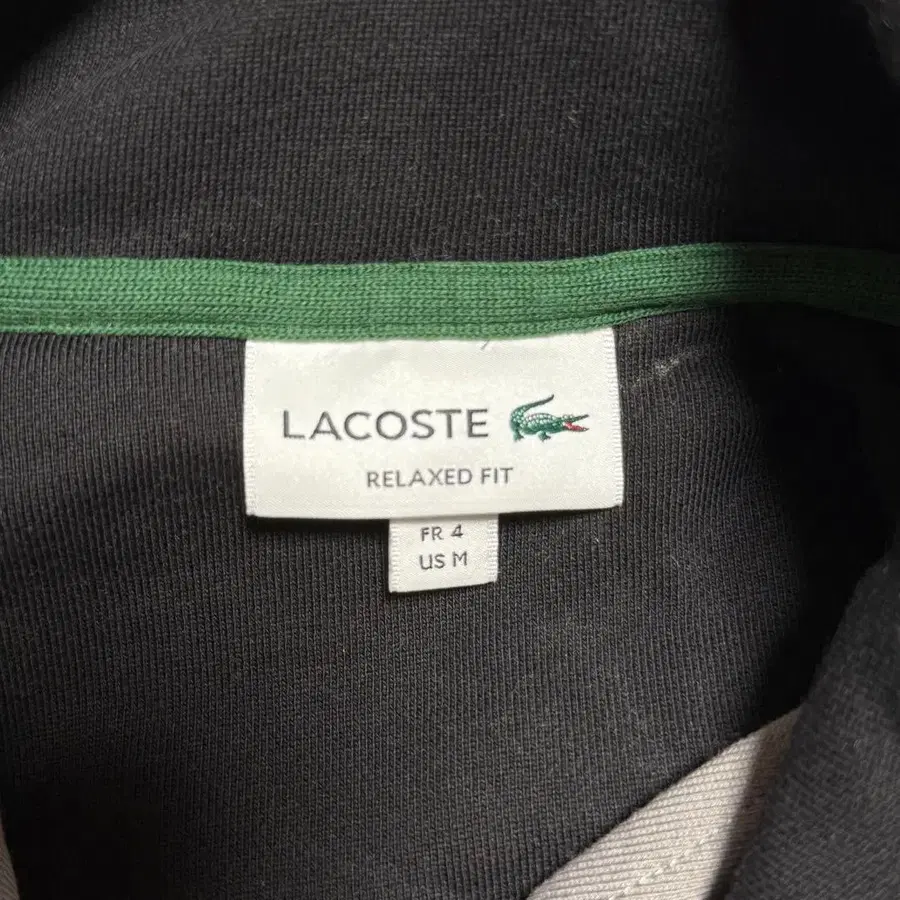 LACOSTE
RELAXED FIT
FR 4
US M